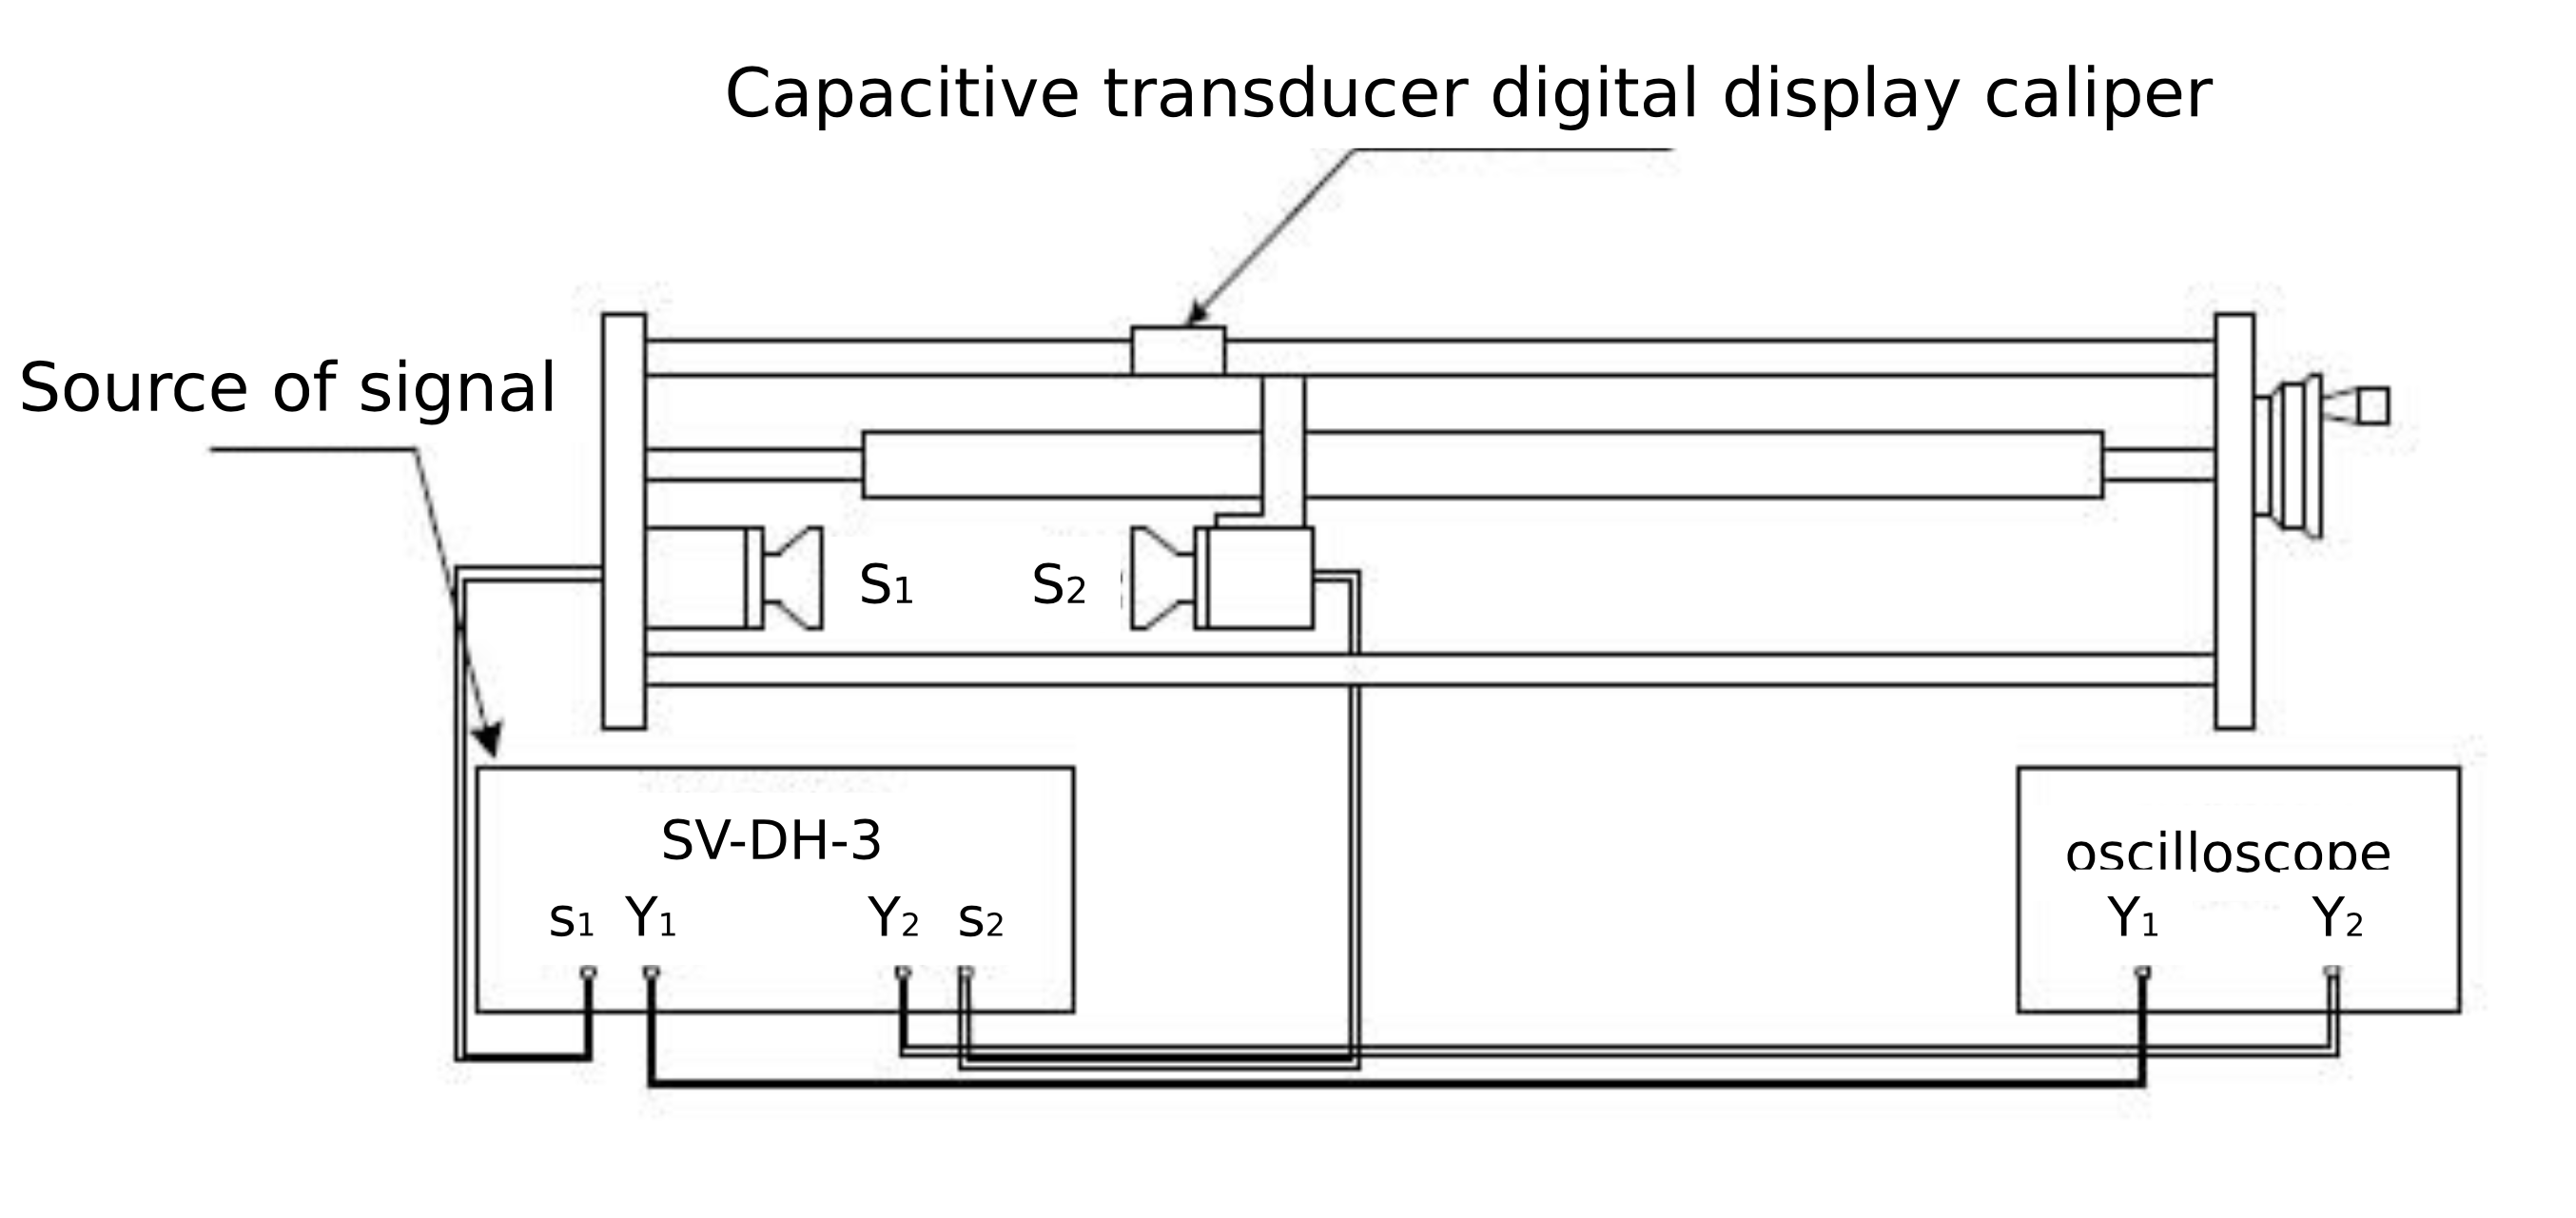 Capacitive transducer digital display caliper
Source of signal
S1 S2
SV-DH-3
s1 Y1 Y2 s2
oscilloscope
Y1 Y2